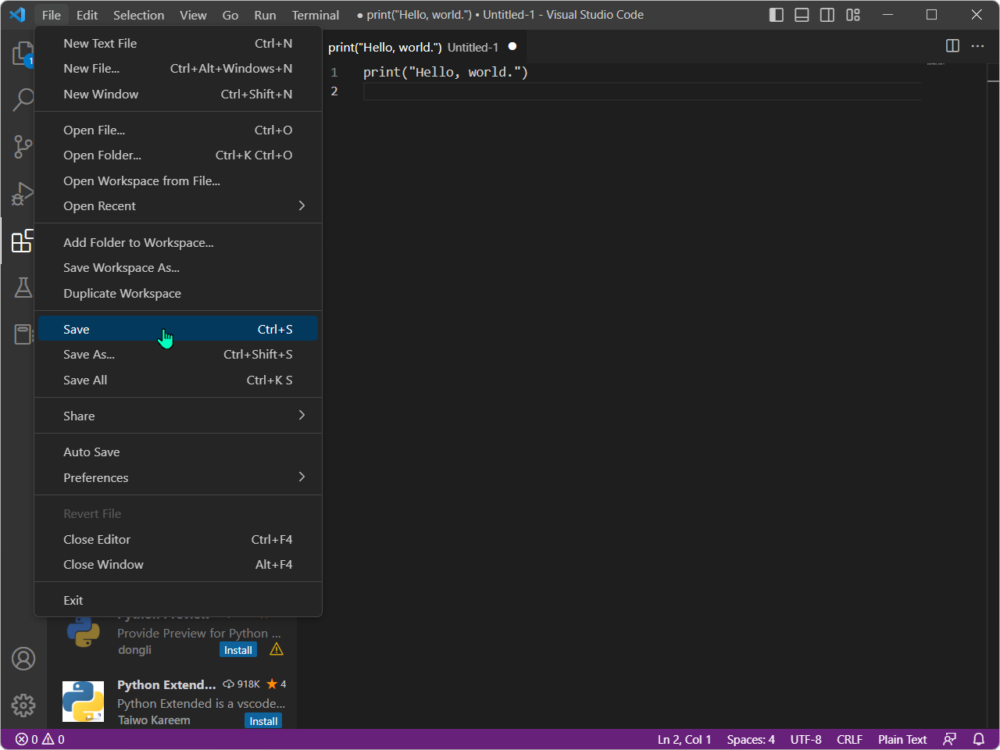 File Edit Selection View Go Run Terminal ● print("Hello, world.") • Untitled-1 - Visual Studio Code
New Text File Ctrl+N
New File... Ctrl+Alt+Windows+N
New Window Ctrl+Shift+N
Open File... Ctrl+O
Open Folder... Ctrl+K Ctrl+O
Open Workspace from File...
Open Recent
Add Folder to Workspace...
Save Workspace As...
Duplicate Workspace
Save Ctrl+S
Save As... Ctrl+Shift+S
Save All Ctrl+K S
Share
Auto Save
Preferences
Revert File
Close Editor Ctrl+F4
Close Window Alt+F4
Exit
1
print("Hello, world.") Untitled-1
1 print("Hello, world.")
2
Python Preview
Provide Preview for Python ...
dongli Install
Python Extend... 918K ★ 4
Python Extended is a vscode...
Taiwo Kareem Install
0 0 Ln 2, Col 1 Spaces: 4 UTF-8 CRLF Plain Text